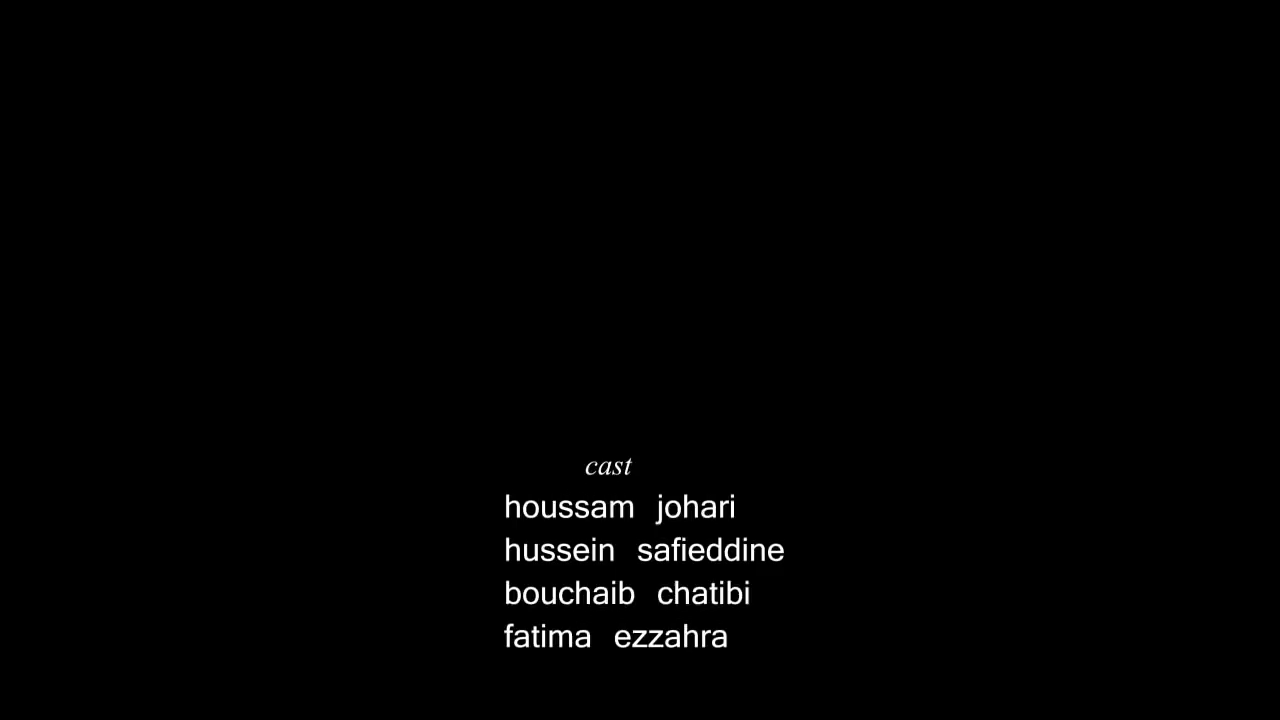 cast
houssam johari
hussein safieddine
bouchaib chatibi
fatima ezzahra